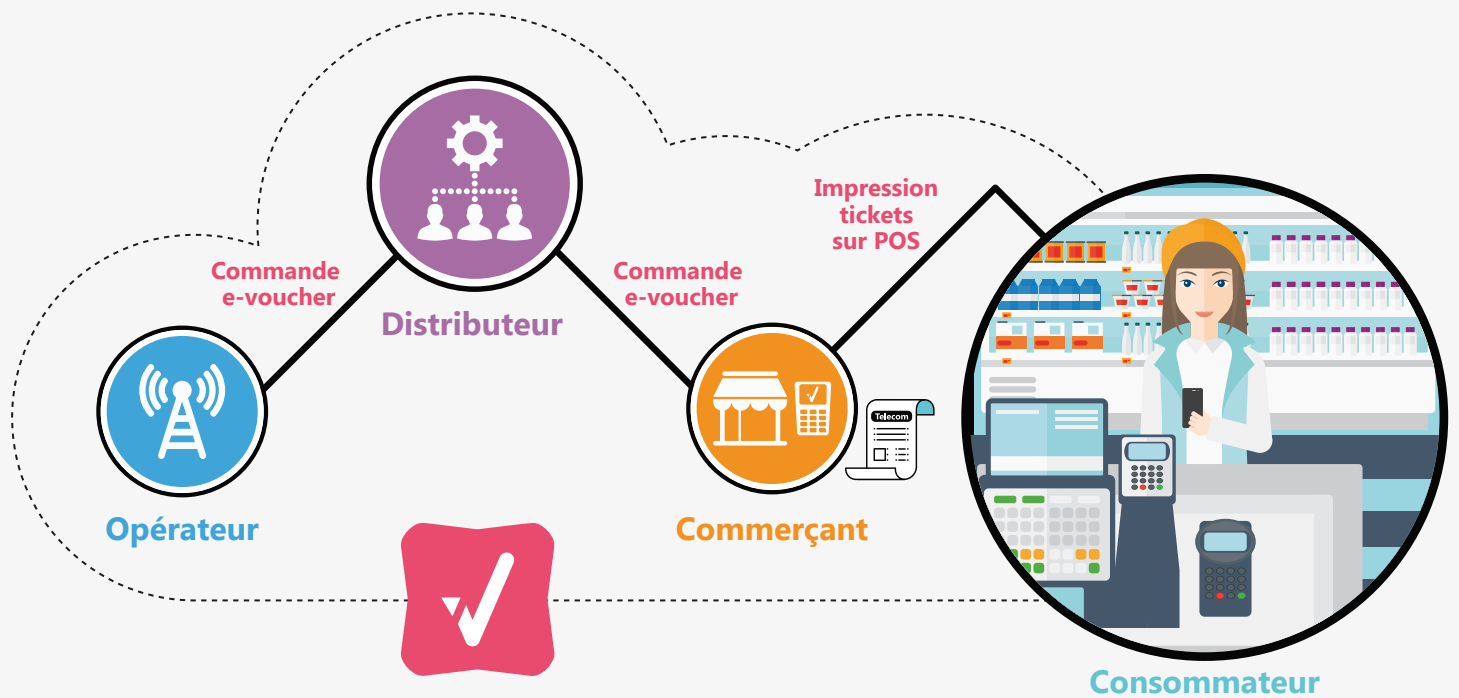 Impression
tickets
sur POS
Commande
e-voucher
Commande
e-voucher
Distributeur
Telecom
Opérateur
Commerçant
Consommateur